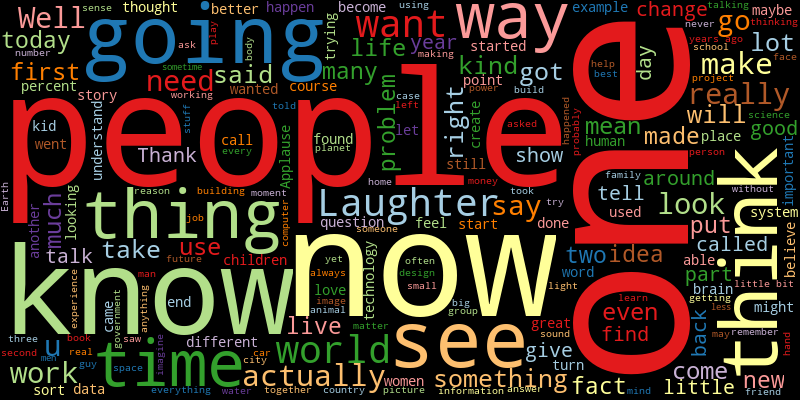 people
one
now
know
going
thing
way
think
see
time
want
Laughter
world
actually
something
say
need
said
life
year
many
first
today
Well
better
happen
become
using
example
change
talking
maybe
never
thinking
go
lot
years ago
school
face
make
really
project
science
will
good
mean
made
place
human
person
important
day
help
best
kind
got
started
making
point
power
build
right
create
still
show
asked
happened
probably
let
left
case
problem
trying
body
play
ask
sense
thought
number
percent
story
sometime
working
wanted
course
told
stuff
understand
kid
went
Thank
call
every
found
planet
Applause
home
money
took
try
Earth
another
much
looking
reason
building
moment
job
computer
question
someone
feel
start
done
talk
take
use
future
children
experience
man
came
government
anything
end
yet
always
often
design
small
love
image
animal
technology
big
group
light
word
two
idea
tell
used
family
around
look
without
put
called
system
believe
able
part
brain
getting
little bit
might
learn
even
find
back
may
less
remember
hand
great
sound
give
turn
come
little
new
friend
mind
fact
answer
information
women
picture
country
together
water
everything
city
car
matter
live
different
imagine
saw
space
guy
real
book
men
second
three
u
work
sort
data